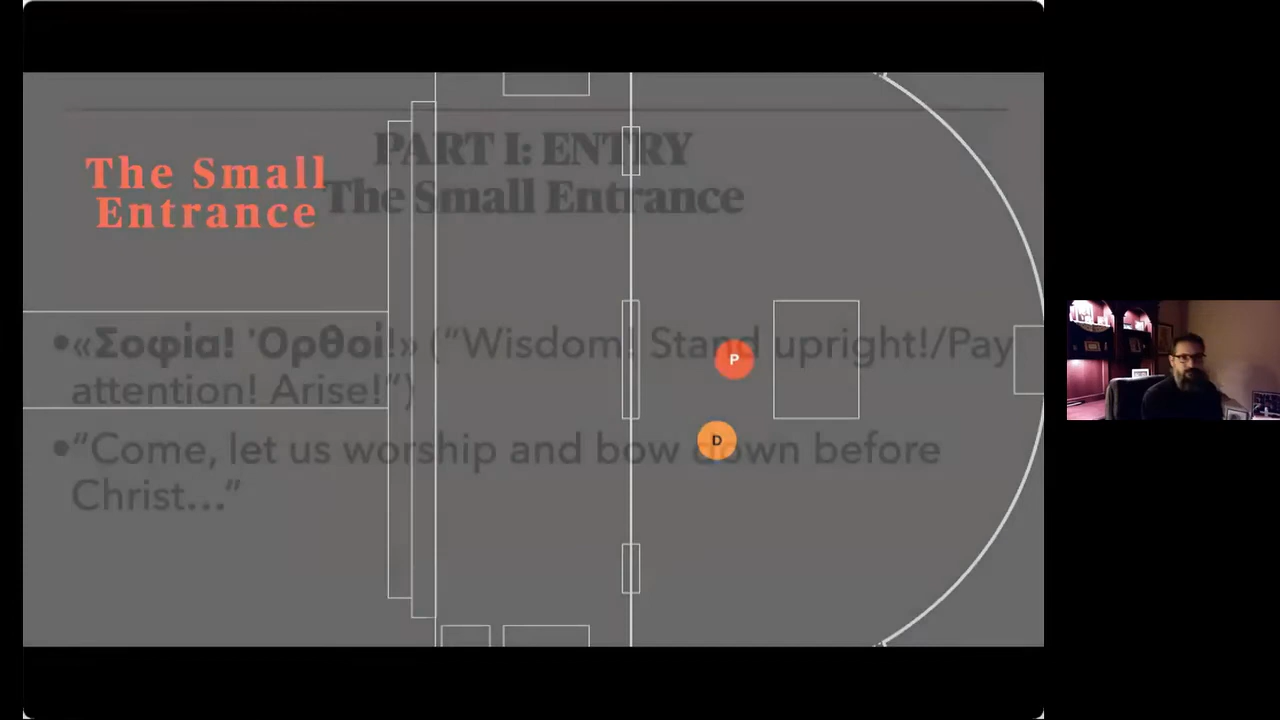 The Small
Entrance
PART I: ENTRY
The Small Entrance
•«Σοφία! Ὀρθοί!» (“Wisdom! Stand upright!/Pay
attention! Arise!”)
•“Come, let us worship and bow down before
Christ...”
P
D